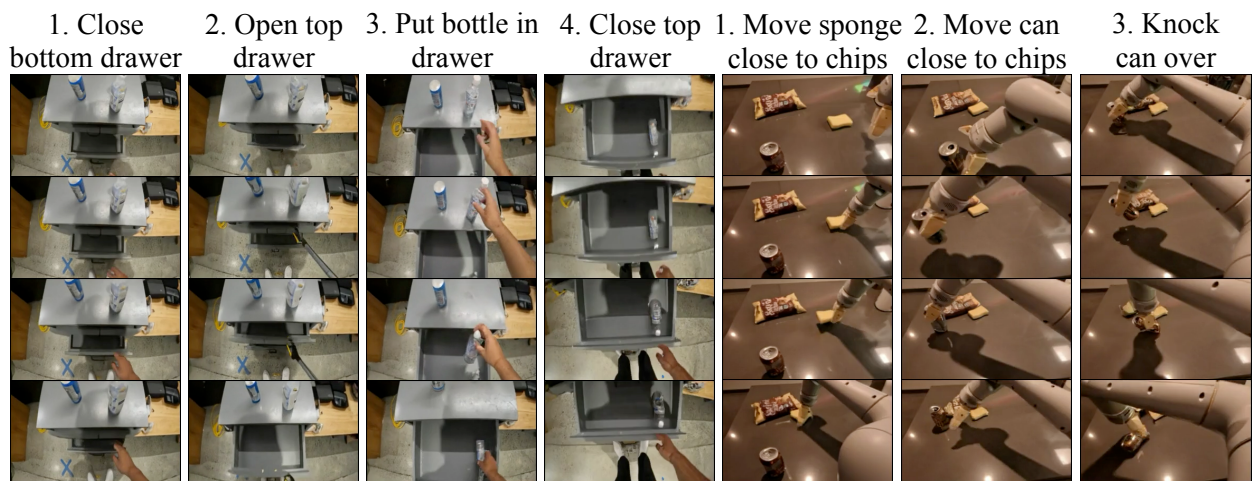 1. Close
bottom drawer
2. Open top
drawer
3. Put bottle in
drawer
4. Close top
drawer
1. Move sponge
close to chips
2. Move can
close to chips
3. Knock
can over